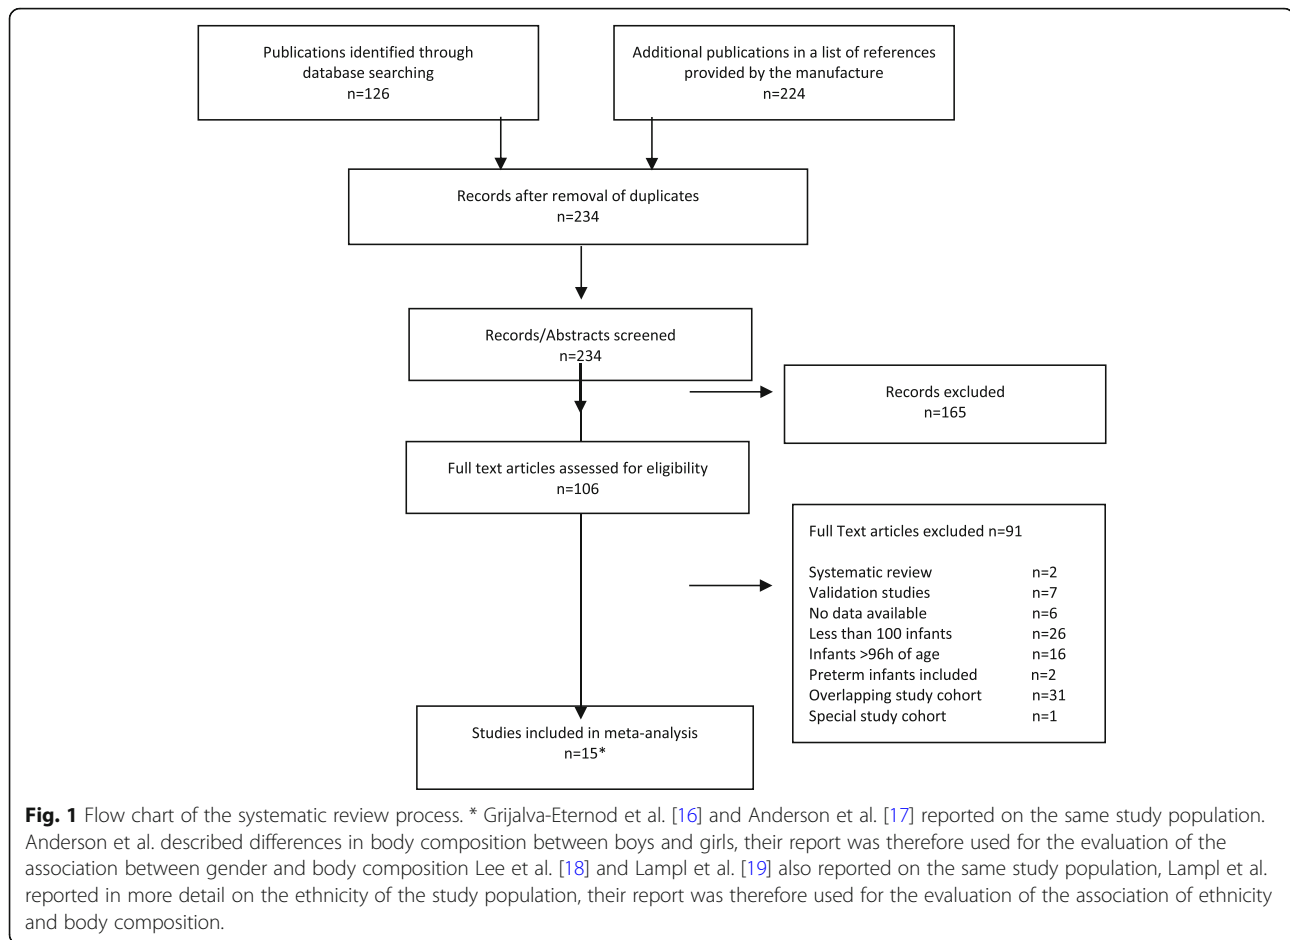 Publications identified through
database searching
n=126
Additional publications in a list of references
provided by the manufacture
n=224
Records after removal of duplicates
n=234
Records/Abstracts screened
n=234
Records excluded
n=165
Full text articles assessed for eligibility
n=106
Full Text articles excluded n=91
Systematic review n=2
Validation studies n=7
No data available n=6
Less than 100 infants n=26
Infants >96h of age n=16
Preterm infants included n=2
Overlapping study cohort n=31
Special study cohort n=1
Studies included in meta-analysis
n=15*
Fig. 1 Flow chart of the systematic review process. * Grijalva-Eternod et al. [16] and Anderson et al. [17] reported on the same study population.
Anderson et al. described differences in body composition between boys and girls, their report was therefore used for the evaluation of the
association between gender and body composition Lee et al. [18] and Lampl et al. [19] also reported on the same study population, Lampl et al.
reported in more detail on the ethnicity of the study population, their report was therefore used for the evaluation of the association of ethnicity
and body composition.